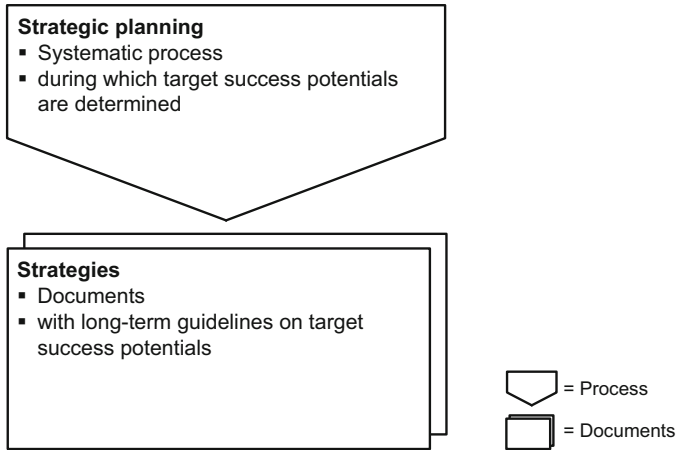 Strategic planning
▪ Systematic process
▪ during which target success potentials
are determined
Strategies
▪ Documents
▪ with long-term guidelines on target
success potentials
= Process
= Documents